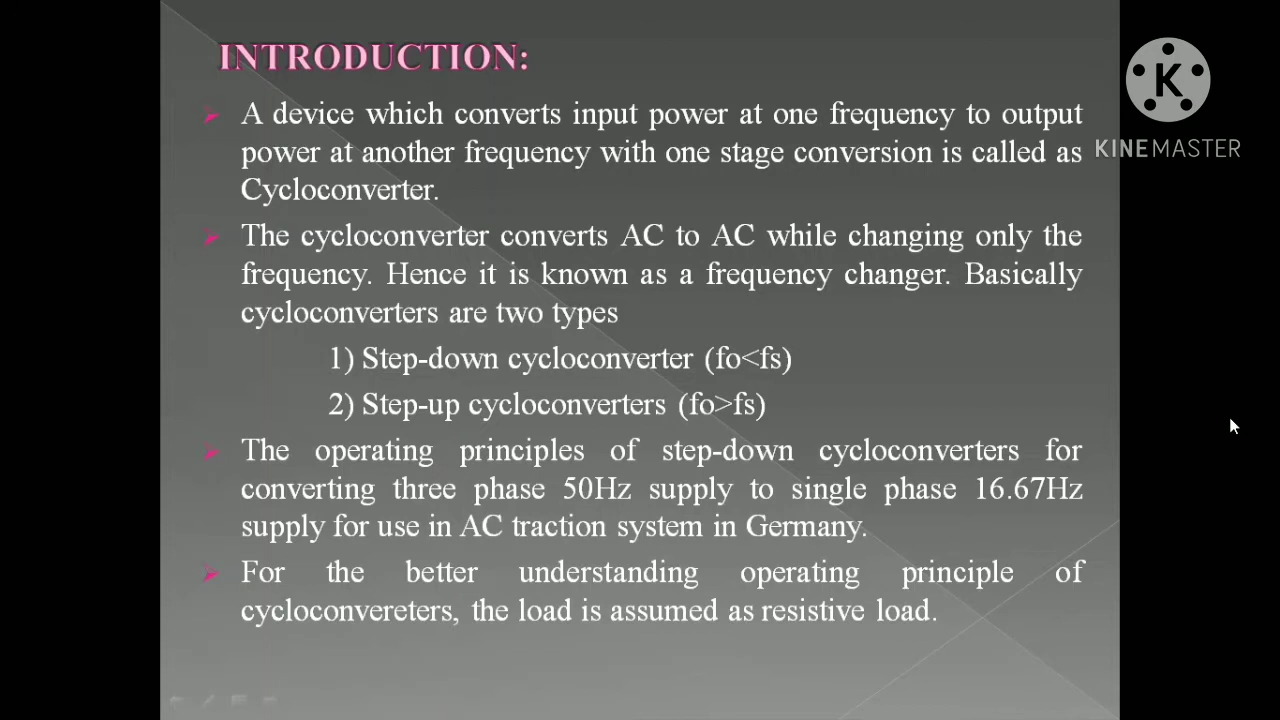 INTRODUCTION:
A device which converts input power at one frequency to output
power at another frequency with one stage conversion is called as
Cycloconverter.
The cycloconverter converts AC to AC while changing only the
frequency. Hence it is known as a frequency changer. Basically
cycloconverters are two types
1) Step-down cycloconverter (fo<fs)
2) Step-up cycloconverters (fo>fs)
The operating principles of step-down cycloconverters for
converting three phase 50Hz supply to single phase 16.67Hz
supply for use in AC traction system in Germany.
For the better understanding operating principle of
cycloconvereters, the load is assumed as resistive load.
K
KINEMASTER